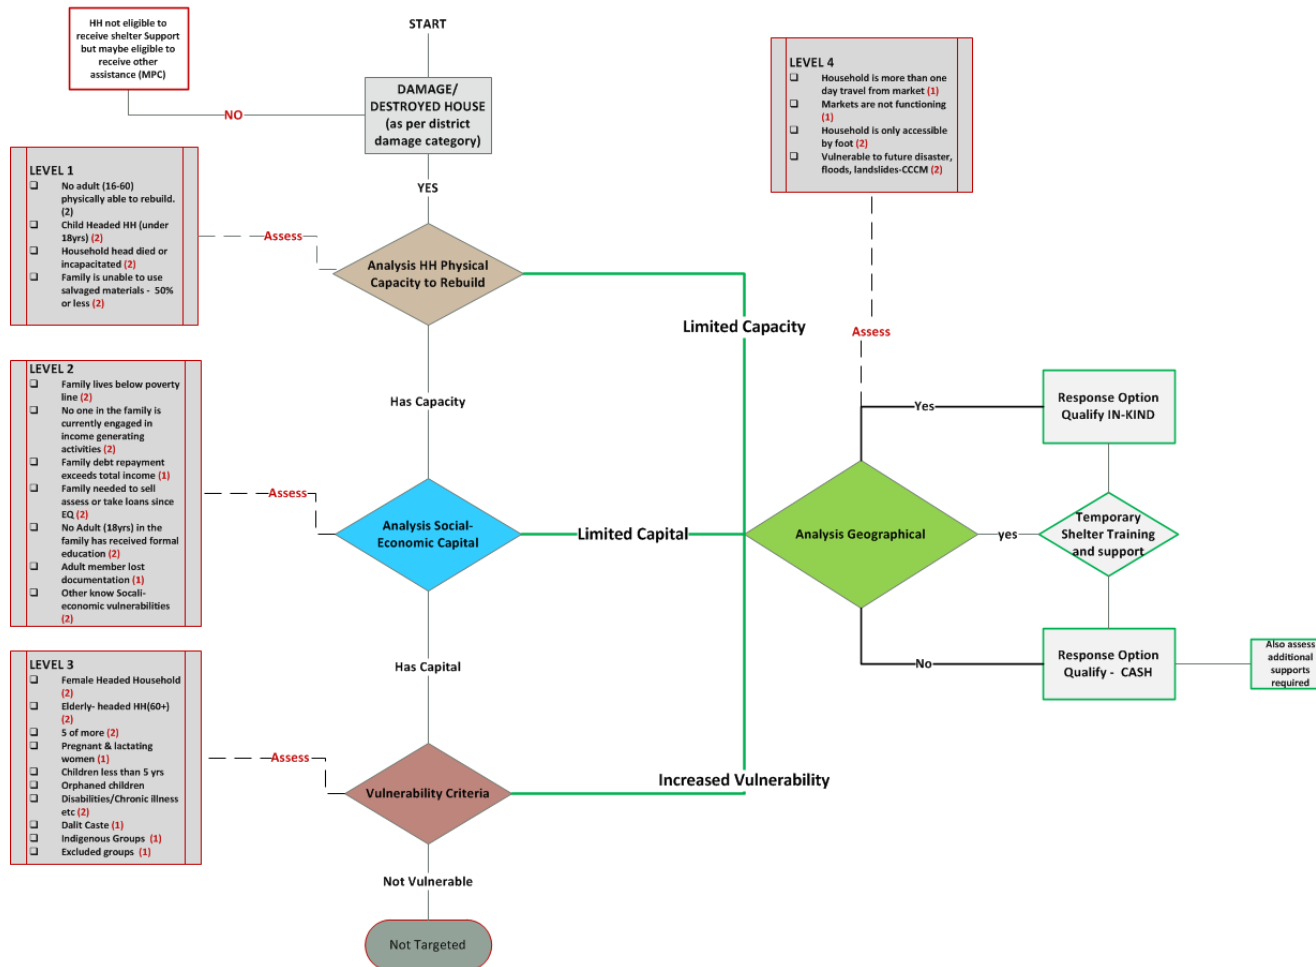 HH not eligible to
receive shelter Support
but maybe eligible to
receive other
assistance (MPC)
START
DAMAGE/
DESTROYED HOUSE
(as per district
damage category)
NO
YES
LEVEL 1
No adult (16-60)
physically able to rebuild.
(2)
Child Headed HH (under
18yrs) (2)
Household head died or
incapacitated (2)
Family is unable to use
salvaged materials - 50%
or less (2)
Assess
Analysis HH Physical
Capacity to Rebuild
Limited Capacity
Has Capacity
LEVEL 2
Family lives below poverty
line (2)
No one in the family is
currently engaged in
income generating
activities (2)
Family debt repayment
exceeds total income (1)
Family needed to sell
assess or take loans since
EQ (2)
No Adult (18yrs) in the
family has received formal
education (2)
Adult member lost
documentation (1)
Other know Socali-
economic vulnerabilities
(2)
Assess
Analysis Social-
Economic Capital
Limited Capital
Has Capital
LEVEL 3
Female Headed Household
(2)
Elderly- headed HH(60+)
(2)
5 of more (2)
Pregnant & lactating
women (1)
Children less than 5 yrs
Orphaned children
Disabilities/Chronic illness
etc (2)
Dalit Caste (1)
Indigenous Groups (1)
Excluded groups (1)
Assess
Vulnerability Criteria
Increased Vulnerability
Not Vulnerable
Not Targeted
LEVEL 4
Household is more than one
day travel from market (1)
Markets are not functioning
(1)
Household is only accessible
by foot (2)
Vulnerable to future disaster,
floods, landslides-CCCM (2)
Assess
Analysis Geographical
Yes
Response Option
Qualify IN-KIND
yes
Temporary
Shelter Training
and support
No
Response Option
Qualify - CASH
Also assess
additional
supports
required